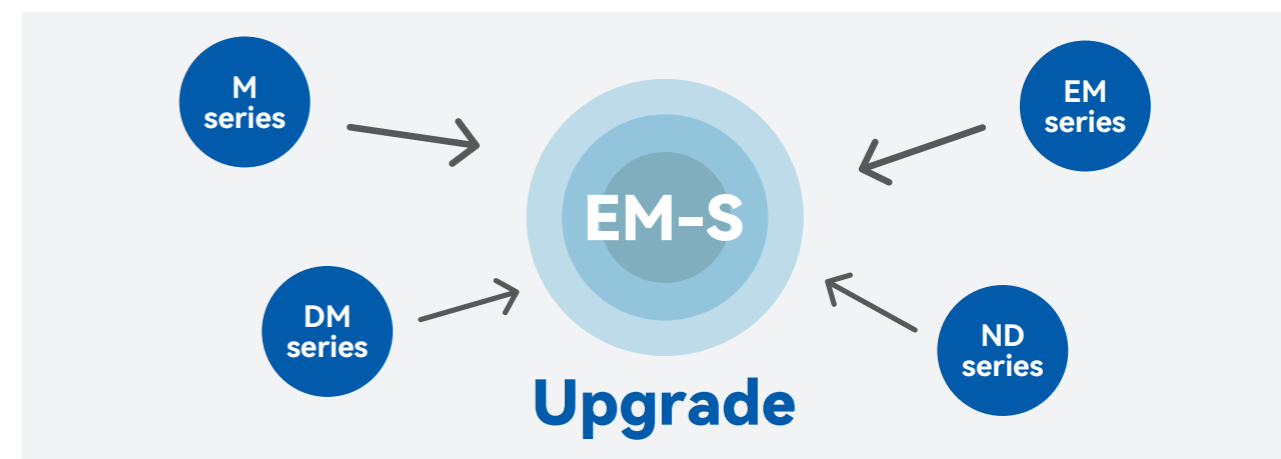 M
series
EM
series
EM-S
DM
series
ND
series
Upgrade